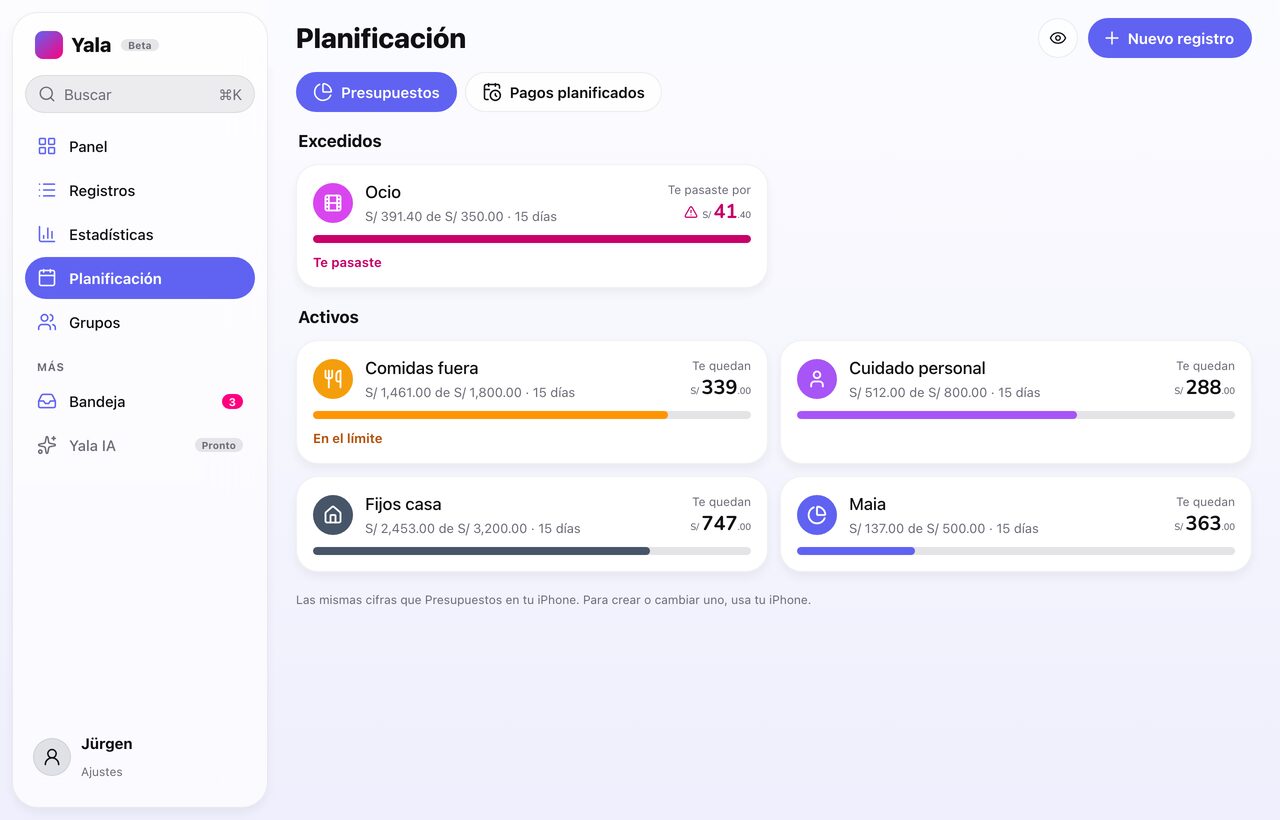 Yala Beta
Buscar ⌘K
Panel
Registros
Estadísticas
Planificación
Grupos
MÁS
Bandeja 3
Yala IA Pronto
Jürgen
Ajustes
Planificación
Nuevo registro
Presupuestos Pagos planificados
Excedidos
Ocio
S/ 391.40 de S/ 350.00 · 15 días
Te pasaste por
S/ 41.40
Te pasaste
Activos
Comidas fuera
S/ 1,461.00 de S/ 1,800.00 · 15 días
Te quedan
S/ 339.00
En el límite
Cuidado personal
S/ 512.00 de S/ 800.00 · 15 días
Te quedan
S/ 288.00
Fijos casa
S/ 2,453.00 de S/ 3,200.00 · 15 días
Te quedan
S/ 747.00
Maia
S/ 137.00 de S/ 500.00 · 15 días
Te quedan
S/ 363.00
Las mismas cifras que Presupuestos en tu iPhone. Para crear o cambiar uno, usa tu iPhone.